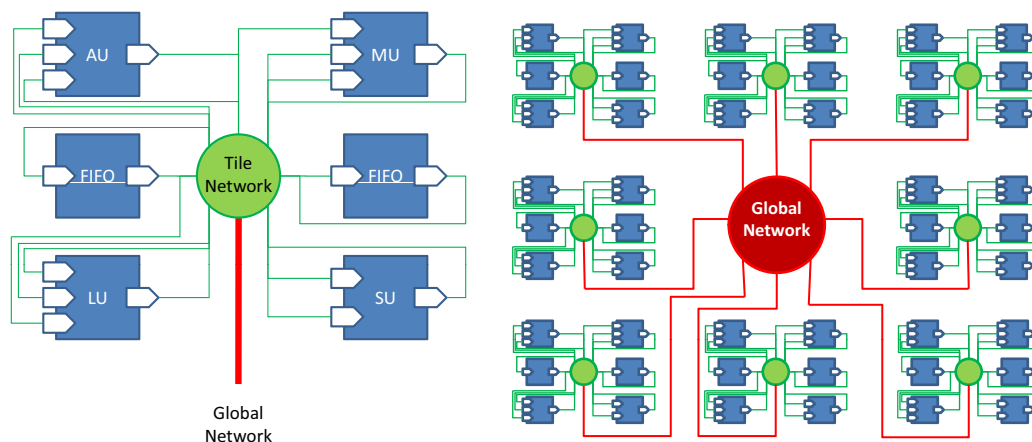 AU
MU
FIFO
Tile
Network
FIFO
LU
SU
Global
Network
Global
Network